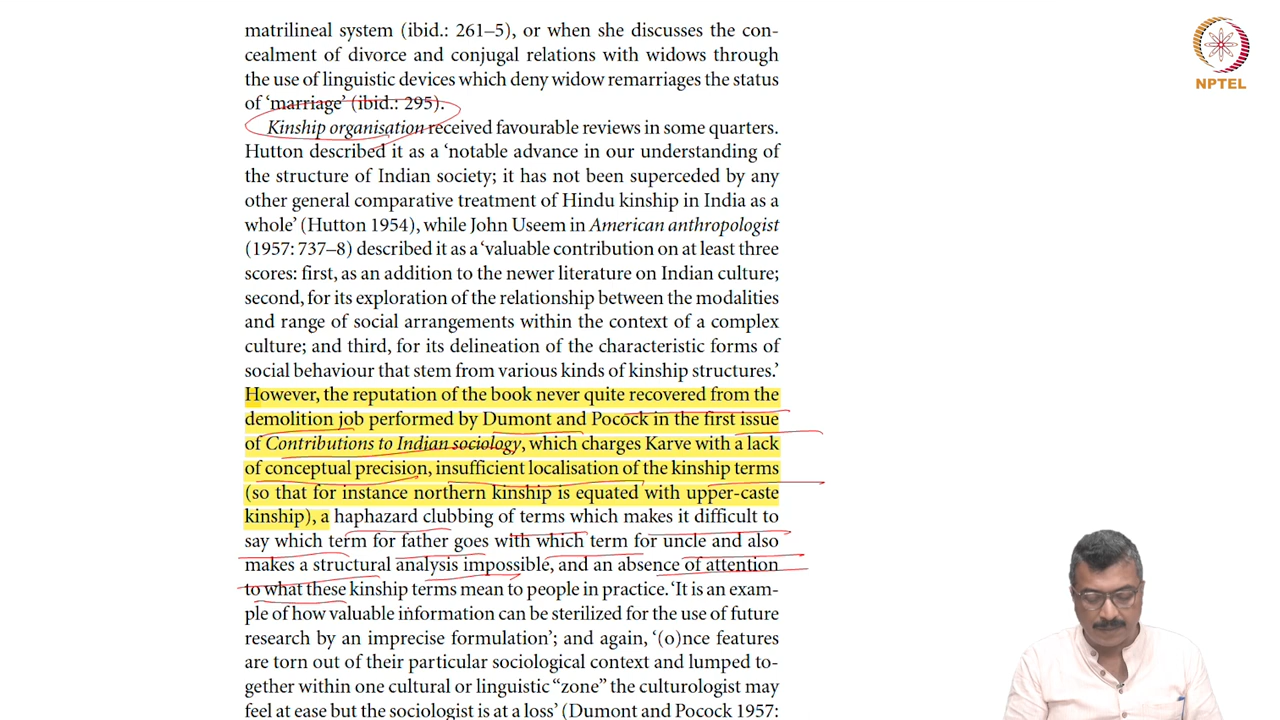 matrilineal system (ibid.: 261–5), or when she discusses the con-
cealment of divorce and conjugal relations with widows through
the use of linguistic devices which deny widow remarriages the status
of ‘marriage’ (ibid.: 295).
Kinship organisation received favourable reviews in some quarters.
Hutton described it as a ‘notable advance in our understanding of
the structure of Indian society; it has not been superceded by any
other general comparative treatment of Hindu kinship in India as a
whole’ (Hutton 1954), while John Useem in American anthropologist
(1957: 737–8) described it as a ‘valuable contribution on at least three
scores: first, as an addition to the newer literature on Indian culture;
second, for its exploration of the relationship between the modalities
and range of social arrangements within the context of a complex
culture; and third, for its delineation of the characteristic forms of
social behaviour that stem from various kinds of kinship structures.’
However, the reputation of the book never quite recovered from the
demolition job performed by Dumont and Pocock in the first issue
of Contributions to Indian sociology, which charges Karve with a lack
of conceptual precision, insufficient localisation of the kinship terms
(so that for instance northern kinship is equated with upper-caste
kinship), a haphazard clubbing of terms which makes it difficult to
say which term for father goes with which term for uncle and also
makes a structural analysis impossible, and an absence of attention
to what these kinship terms mean to people in practice. ‘It is an exam-
ple of how valuable information can be sterilized for the use of future
research by an imprecise formulation’; and again, ‘(o)nce features
are torn out of their particular sociological context and lumped to-
gether within one cultural or linguistic “zone” the culturologist may
feel at ease but the sociologist is at a loss’ (Dumont and Pocock 1957:
NPTEL